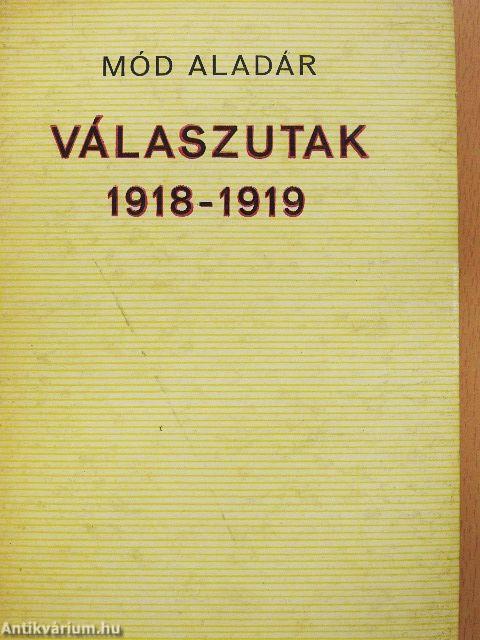 MÓD ALADÁR
VÁLASZUTAK
1918-1919
Antikvárium.hu